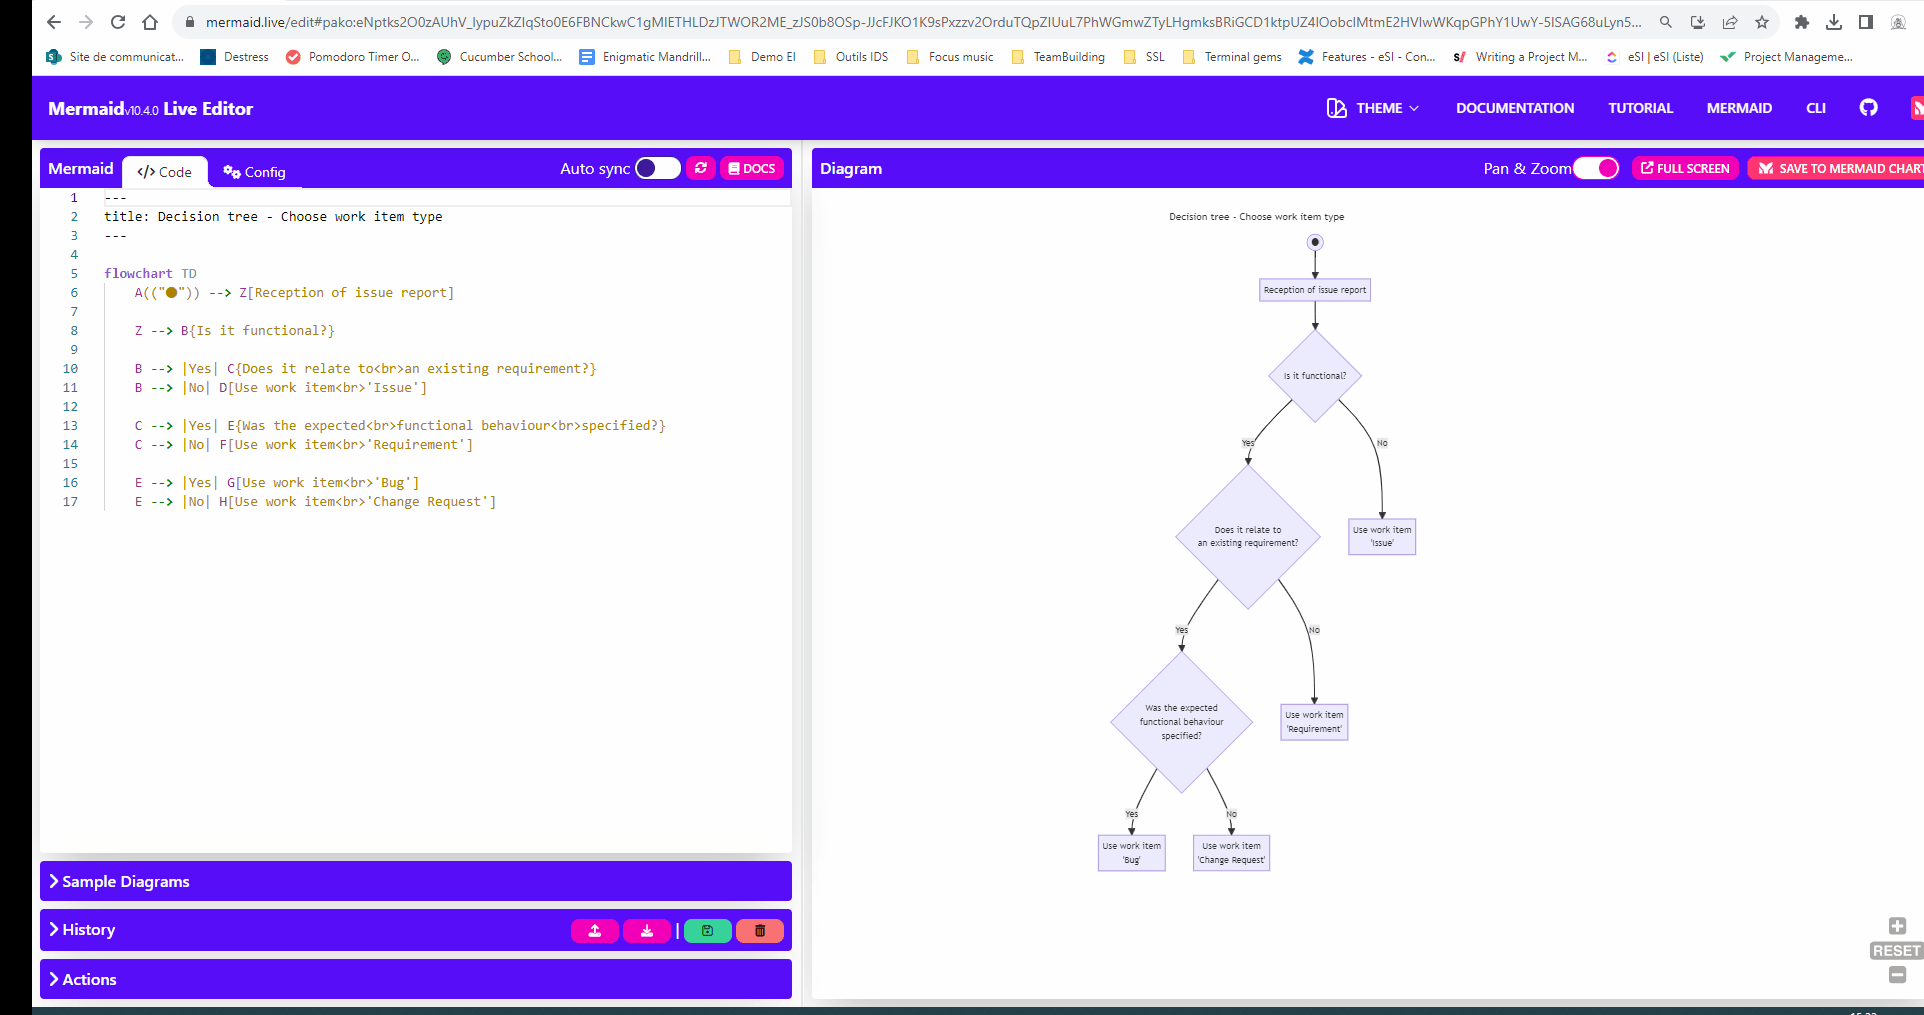 mermaid.live/edit#pako:eNptks2O0zAUhV_lypuZkZIqSto0E6FBNCkwC1gMIETHLDzJTWOR2ME_zJS0b8OSp-JJcFJKO1K9sPxzzv2OrduTQpZIUuL7PhWGmwZTyLHgmksBRiGCD1ktpUZ4IOobclMtmE2HVlwWKqpGPhY1UwY-5ISAG68uLyn5...
Site de communicat...
Destress
Pomodoro Timer O...
Cucumber School...
Enigmatic Mandrill...
Demo EI
Outils IDS
Focus music
TeamBuilding
SSL
Terminal gems
Features - eSI - Con...
Writing a Project M...
eSI | eSI (Liste)
Project Manageme...
Mermaidv10.4.0 Live Editor
THEME
DOCUMENTATION
TUTORIAL
MERMAID
CLI
Mermaid
</> Code
Config
Auto sync
DOCS
1 ---
2 title: Decision tree - Choose work item type
3 ---
4
5 flowchart TD
6 A(("●")) --> Z[Reception of issue report]
7
8 Z --> B{Is it functional?}
9
10 B --> |Yes| C{Does it relate to<br>an existing requirement?}
11 B --> |No| D[Use work item<br>'Issue']
12
13 C --> |Yes| E{Was the expected<br>functional behaviour<br>specified?}
14 C --> |No| F[Use work item<br>'Requirement']
15
16 E --> |Yes| G[Use work item<br>'Bug']
17 E --> |No| H[Use work item<br>'Change Request']
Sample Diagrams
History
Actions
Diagram
Pan & Zoom
FULL SCREEN
SAVE TO MERMAID CHART
Decision tree - Choose work item type
Reception of issue report
Is it functional?
Yes
No
Does it relate to
an existing requirement?
Use work item
'Issue'
Yes
No
Was the expected
functional behaviour
specified?
Use work item
'Requirement'
Yes
No
Use work item
'Bug'
Use work item
'Change Request'
RESET